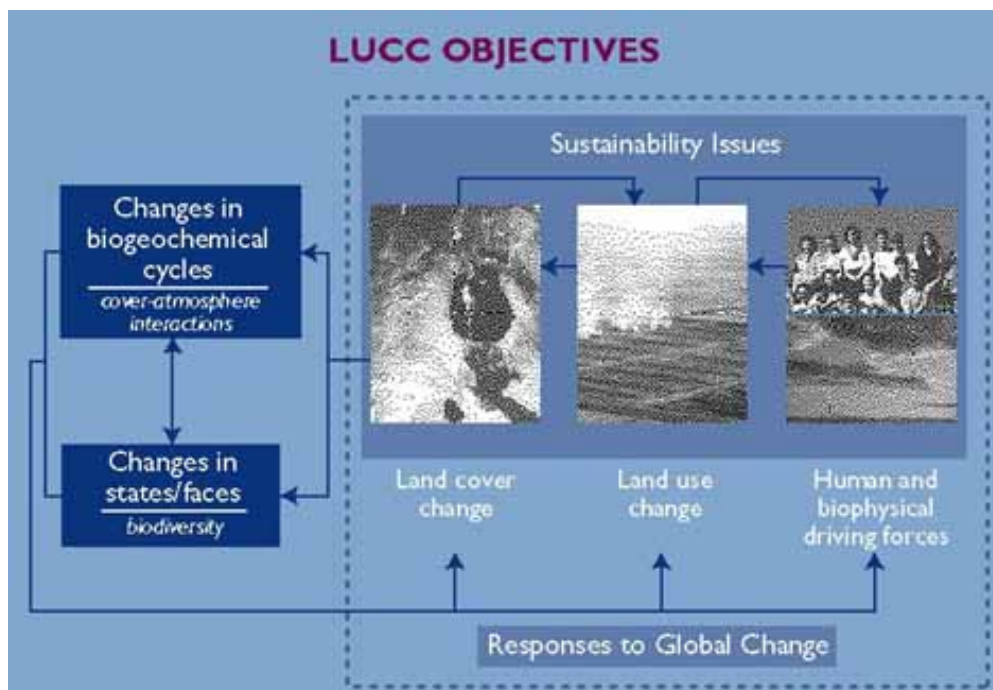 LUCC OBJECTIVES
Sustainability Issues
Changes in
biogeochemical
cycles
cover-atmosphere
interactions
Changes in
states/faces
biodiversity
Land cover
change
Land use
change
Human and
biophysical
driving forces
Responses to Global Change